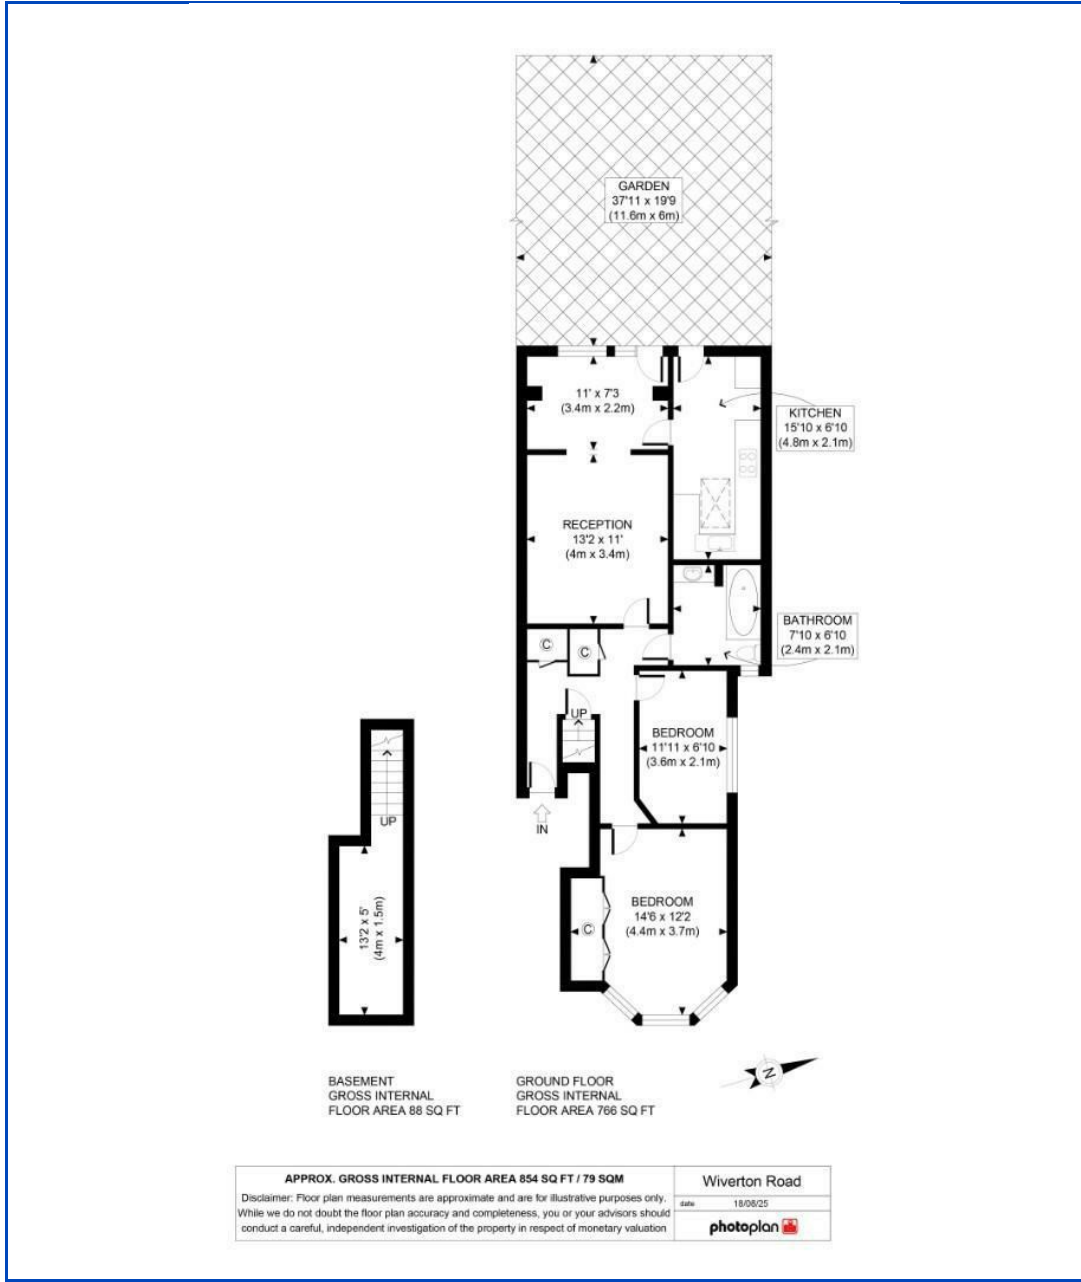 GARDEN
37'11 x 19'9
(11.6m x 6m)
11' x 7'3
(3.4m x 2.2m)
KITCHEN
15'10 x 6'10
(4.8m x 2.1m)
RECEPTION
13'2 x 11'
(4m x 3.4m)
BATHROOM
7'10 x 6'10
(2.4m x 2.1m)
C
C
UP
BEDROOM
11'11 x 6'10
(3.6m x 2.1m)
IN
UP
BEDROOM
14'6 x 12'2
(4.4m x 3.7m)
C
13'2 x 5'
(4m x 1.5m)
N
BASEMENT
GROSS INTERNAL
FLOOR AREA 88 SQ FT
GROUND FLOOR
GROSS INTERNAL
FLOOR AREA 766 SQ FT
APPROX. GROSS INTERNAL FLOOR AREA 854 SQ FT / 79 SQM
Disclaimer: Floor plan measurements are approximate and are for illustrative purposes only.
While we do not doubt the floor plan accuracy and completeness, you or your advisors should
conduct a careful, independent investigation of the property in respect of monetary valuation
Wiverton Road
date 18/08/25
photoplan